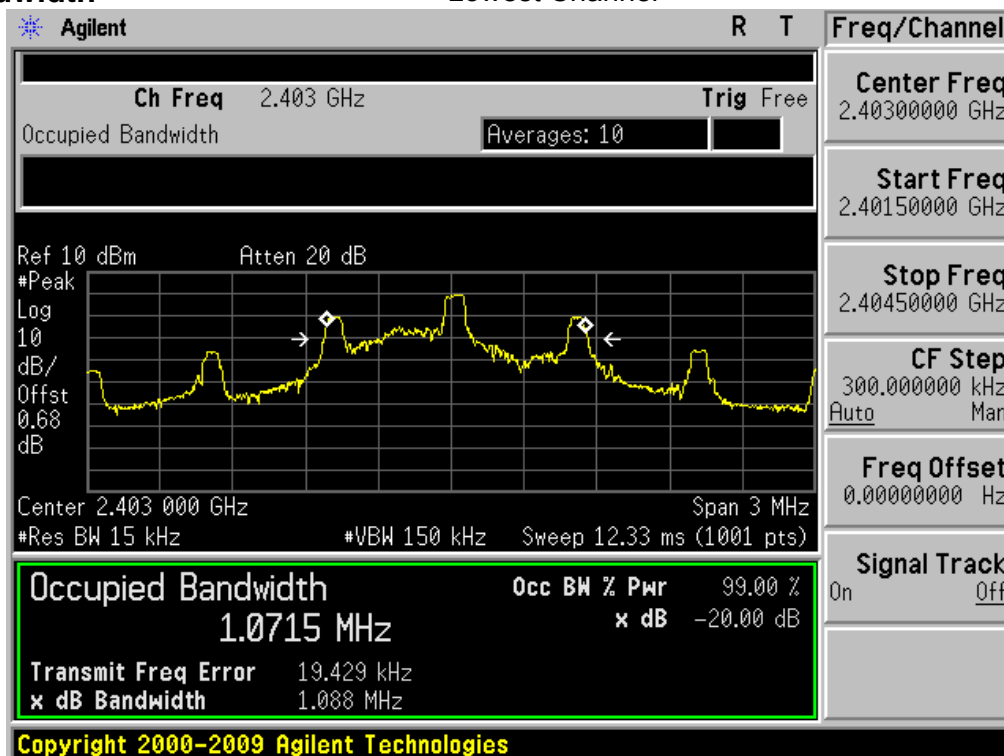 Lowest Channel
Agilent R T Freq/Channel
Ch Freq 2.403 GHz Trig Free
Occupied Bandwidth Averages: 10
Center Freq
2.40300000 GHz
Start Freq
2.40150000 GHz
Stop Freq
2.40450000 GHz
CF Step
300.000000 kHz
Auto Man
Freq Offset
0.00000000 Hz
Signal Track
On Off
Ref 10 dBm Atten 20 dB
#Peak
Log
10
dB/
Offst
0.68
dB
Center 2.403 000 GHz Span 3 MHz
#Res BW 15 kHz #VBW 150 kHz Sweep 12.33 ms (1001 pts)
Occupied Bandwidth Occ BW % Pwr 99.00 %
1.0715 MHz x dB -20.00 dB
Transmit Freq Error 19.429 kHz
x dB Bandwidth 1.088 MHz
Copyright 2000-2009 Agilent Technologies